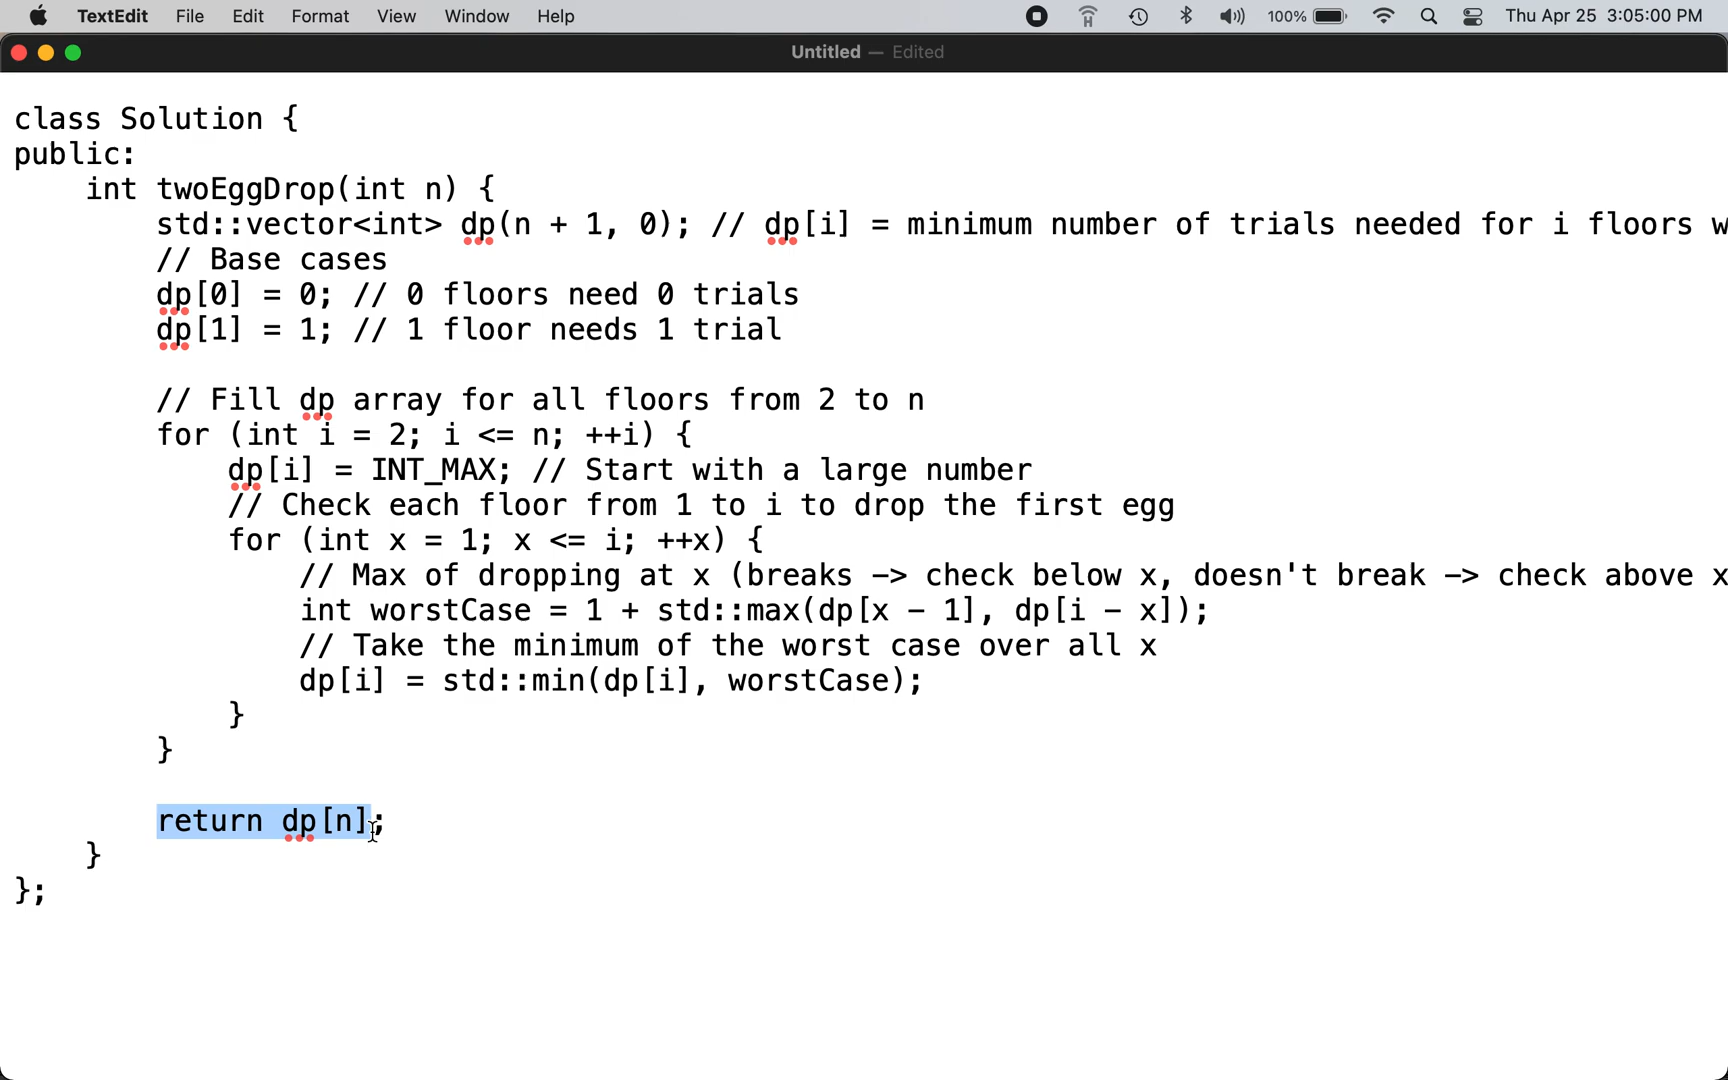 TextEdit File Edit Format View Window Help 100% Thu Apr 25 3:05:00 PM
Untitled — Edited
class Solution {
public:
    int twoEggDrop(int n) {
        std::vector<int> dp(n + 1, 0); // dp[i] = minimum number of trials needed for i floors w
        // Base cases
        dp[0] = 0; // 0 floors need 0 trials
        dp[1] = 1; // 1 floor needs 1 trial
        // Fill dp array for all floors from 2 to n
        for (int i = 2; i <= n; ++i) {
            dp[i] = INT_MAX; // Start with a large number
            // Check each floor from 1 to i to drop the first egg
            for (int x = 1; x <= i; ++x) {
                // Max of dropping at x (breaks -> check below x, doesn't break -> check above x
                int worstCase = 1 + std::max(dp[x - 1], dp[i - x]);
                // Take the minimum of the worst case over all x
                dp[i] = std::min(dp[i], worstCase);
            }
        }
        return dp[n];
    }
};